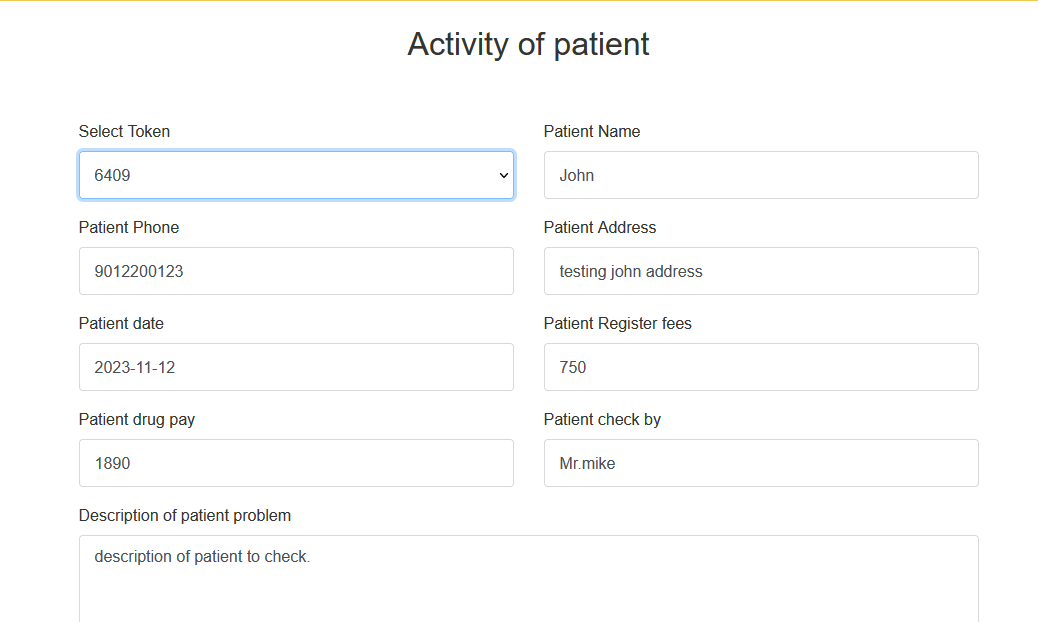 Activity of patient
Select Token
Patient Name
6409
John
Patient Phone
Patient Address
9012200123
testing john address
Patient date
Patient Register fees
2023-11-12
750
Patient drug pay
Patient check by
1890
Mr.mike
Description of patient problem
description of patient to check.